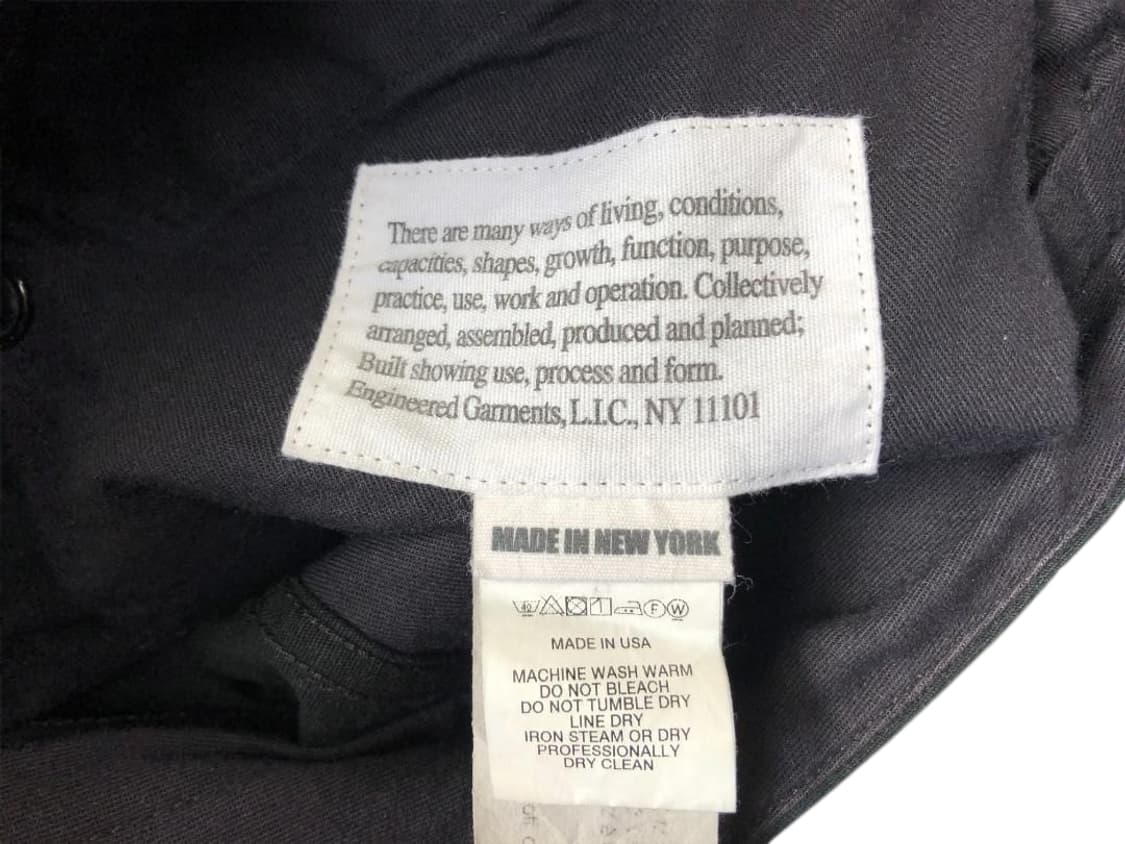 There are many ways of living, conditions,
capacities, shapes, growth, function, purpose,
practice, use, work and operation. Collectively
arranged, assembled, produced and planned;
Built showing use, process and form.
Engineered Garments, L.I.C., NY 11101
MADE IN NEW YORK
40 F W
MADE IN USA
MACHINE WASH WARM
DO NOT BLEACH
DO NOT TUMBLE DRY
LINE DRY
IRON STEAM OR DRY
PROFESSIONALLY
DRY CLEAN